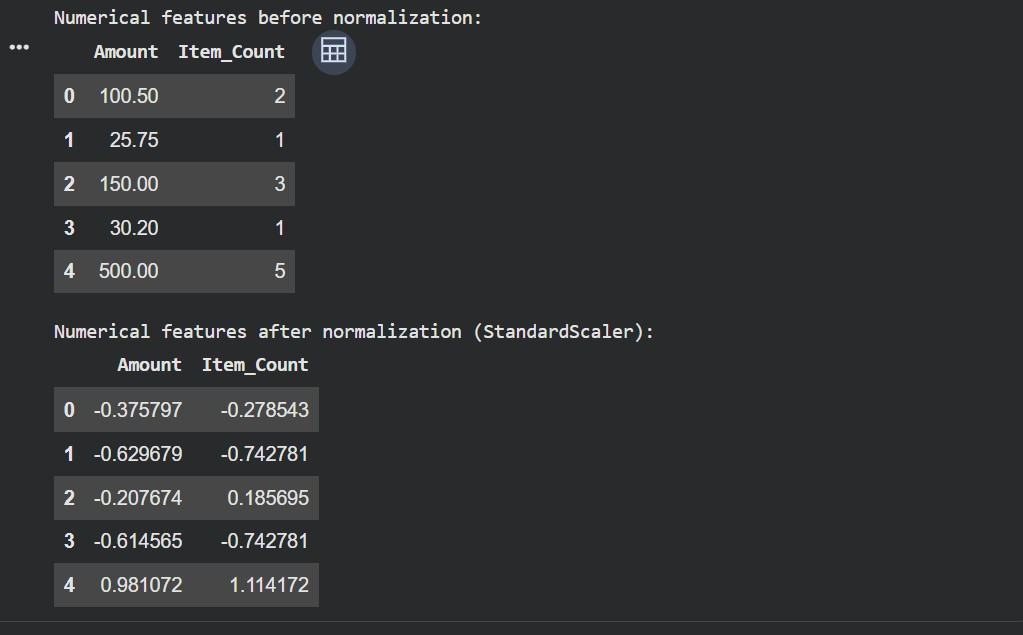 Numerical features before normalization:
Amount Item_Count
0 100.50 2
1 25.75 1
2 150.00 3
3 30.20 1
4 500.00 5
Numerical features after normalization (StandardScaler):
Amount Item_Count
0 -0.375797 -0.278543
1 -0.629679 -0.742781
2 -0.207674 0.185695
3 -0.614565 -0.742781
4 0.981072 1.114172